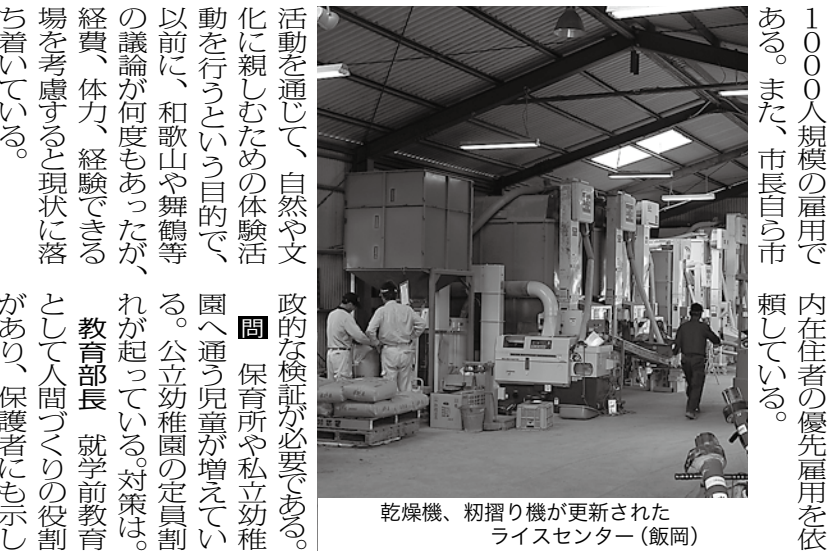 1000人規模の雇用で
ある。また、市長自ら市
内在住者の優先雇用を依
頼している。
乾燥機、籾摺り機が更新された
ライスセンター（飯岡）
活動を通じて、自然や文
化に親しむための体験活
動を行うという目的で、
以前に、和歌山や舞鶴等
の議論が何度もあったが、
経費、体力、経験できる
場を考慮すると現状に落
ち着いている。
政的な検証が必要である。
問　保育所や私立幼稚
園へ通う児童が増えてい
る。公立幼稚園の定員割
れが起っている。対策は。
教育部長　就学前教育
として人間づくりの役割
があり、保護者にも示し